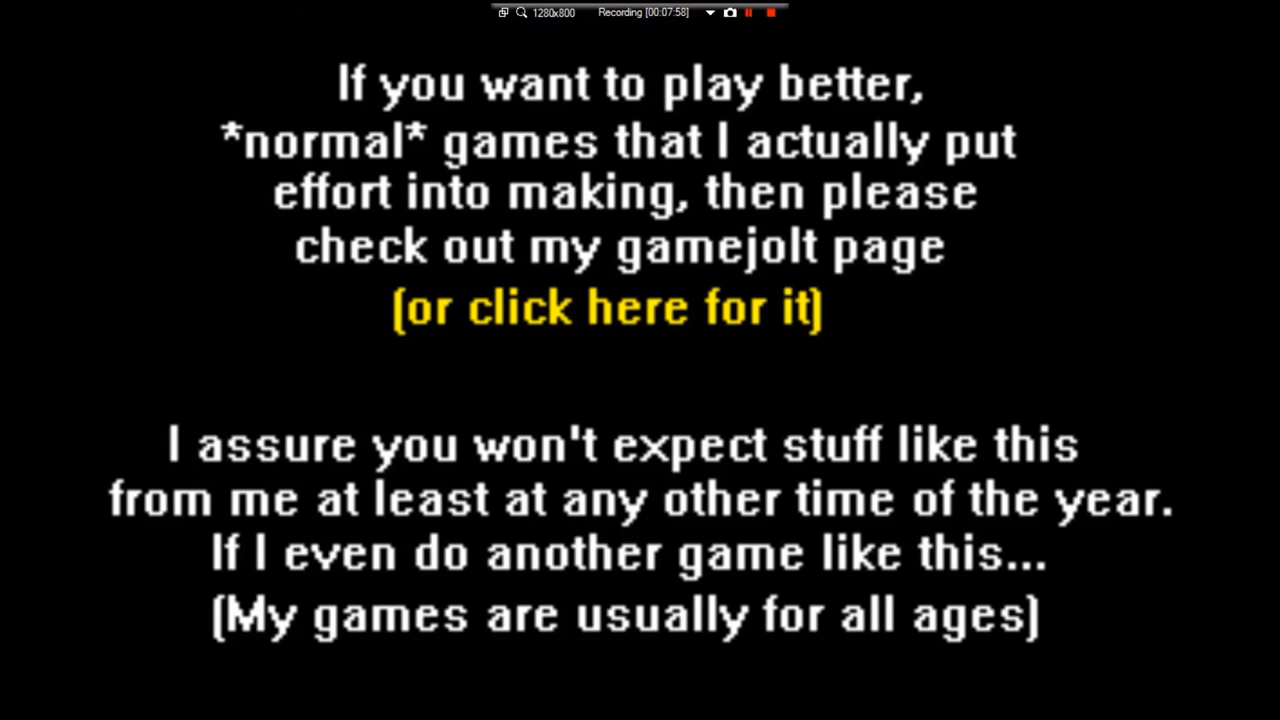 1280x800 Recording [00:07:58]
If you want to play better,
*normal* games that I actually put
effort into making, then please
check out my gamejolt page
(or click here for it)
I assure you won't expect stuff like this
from me at least at any other time of the year.
If I even do another game like this...
(My games are usually for all ages)